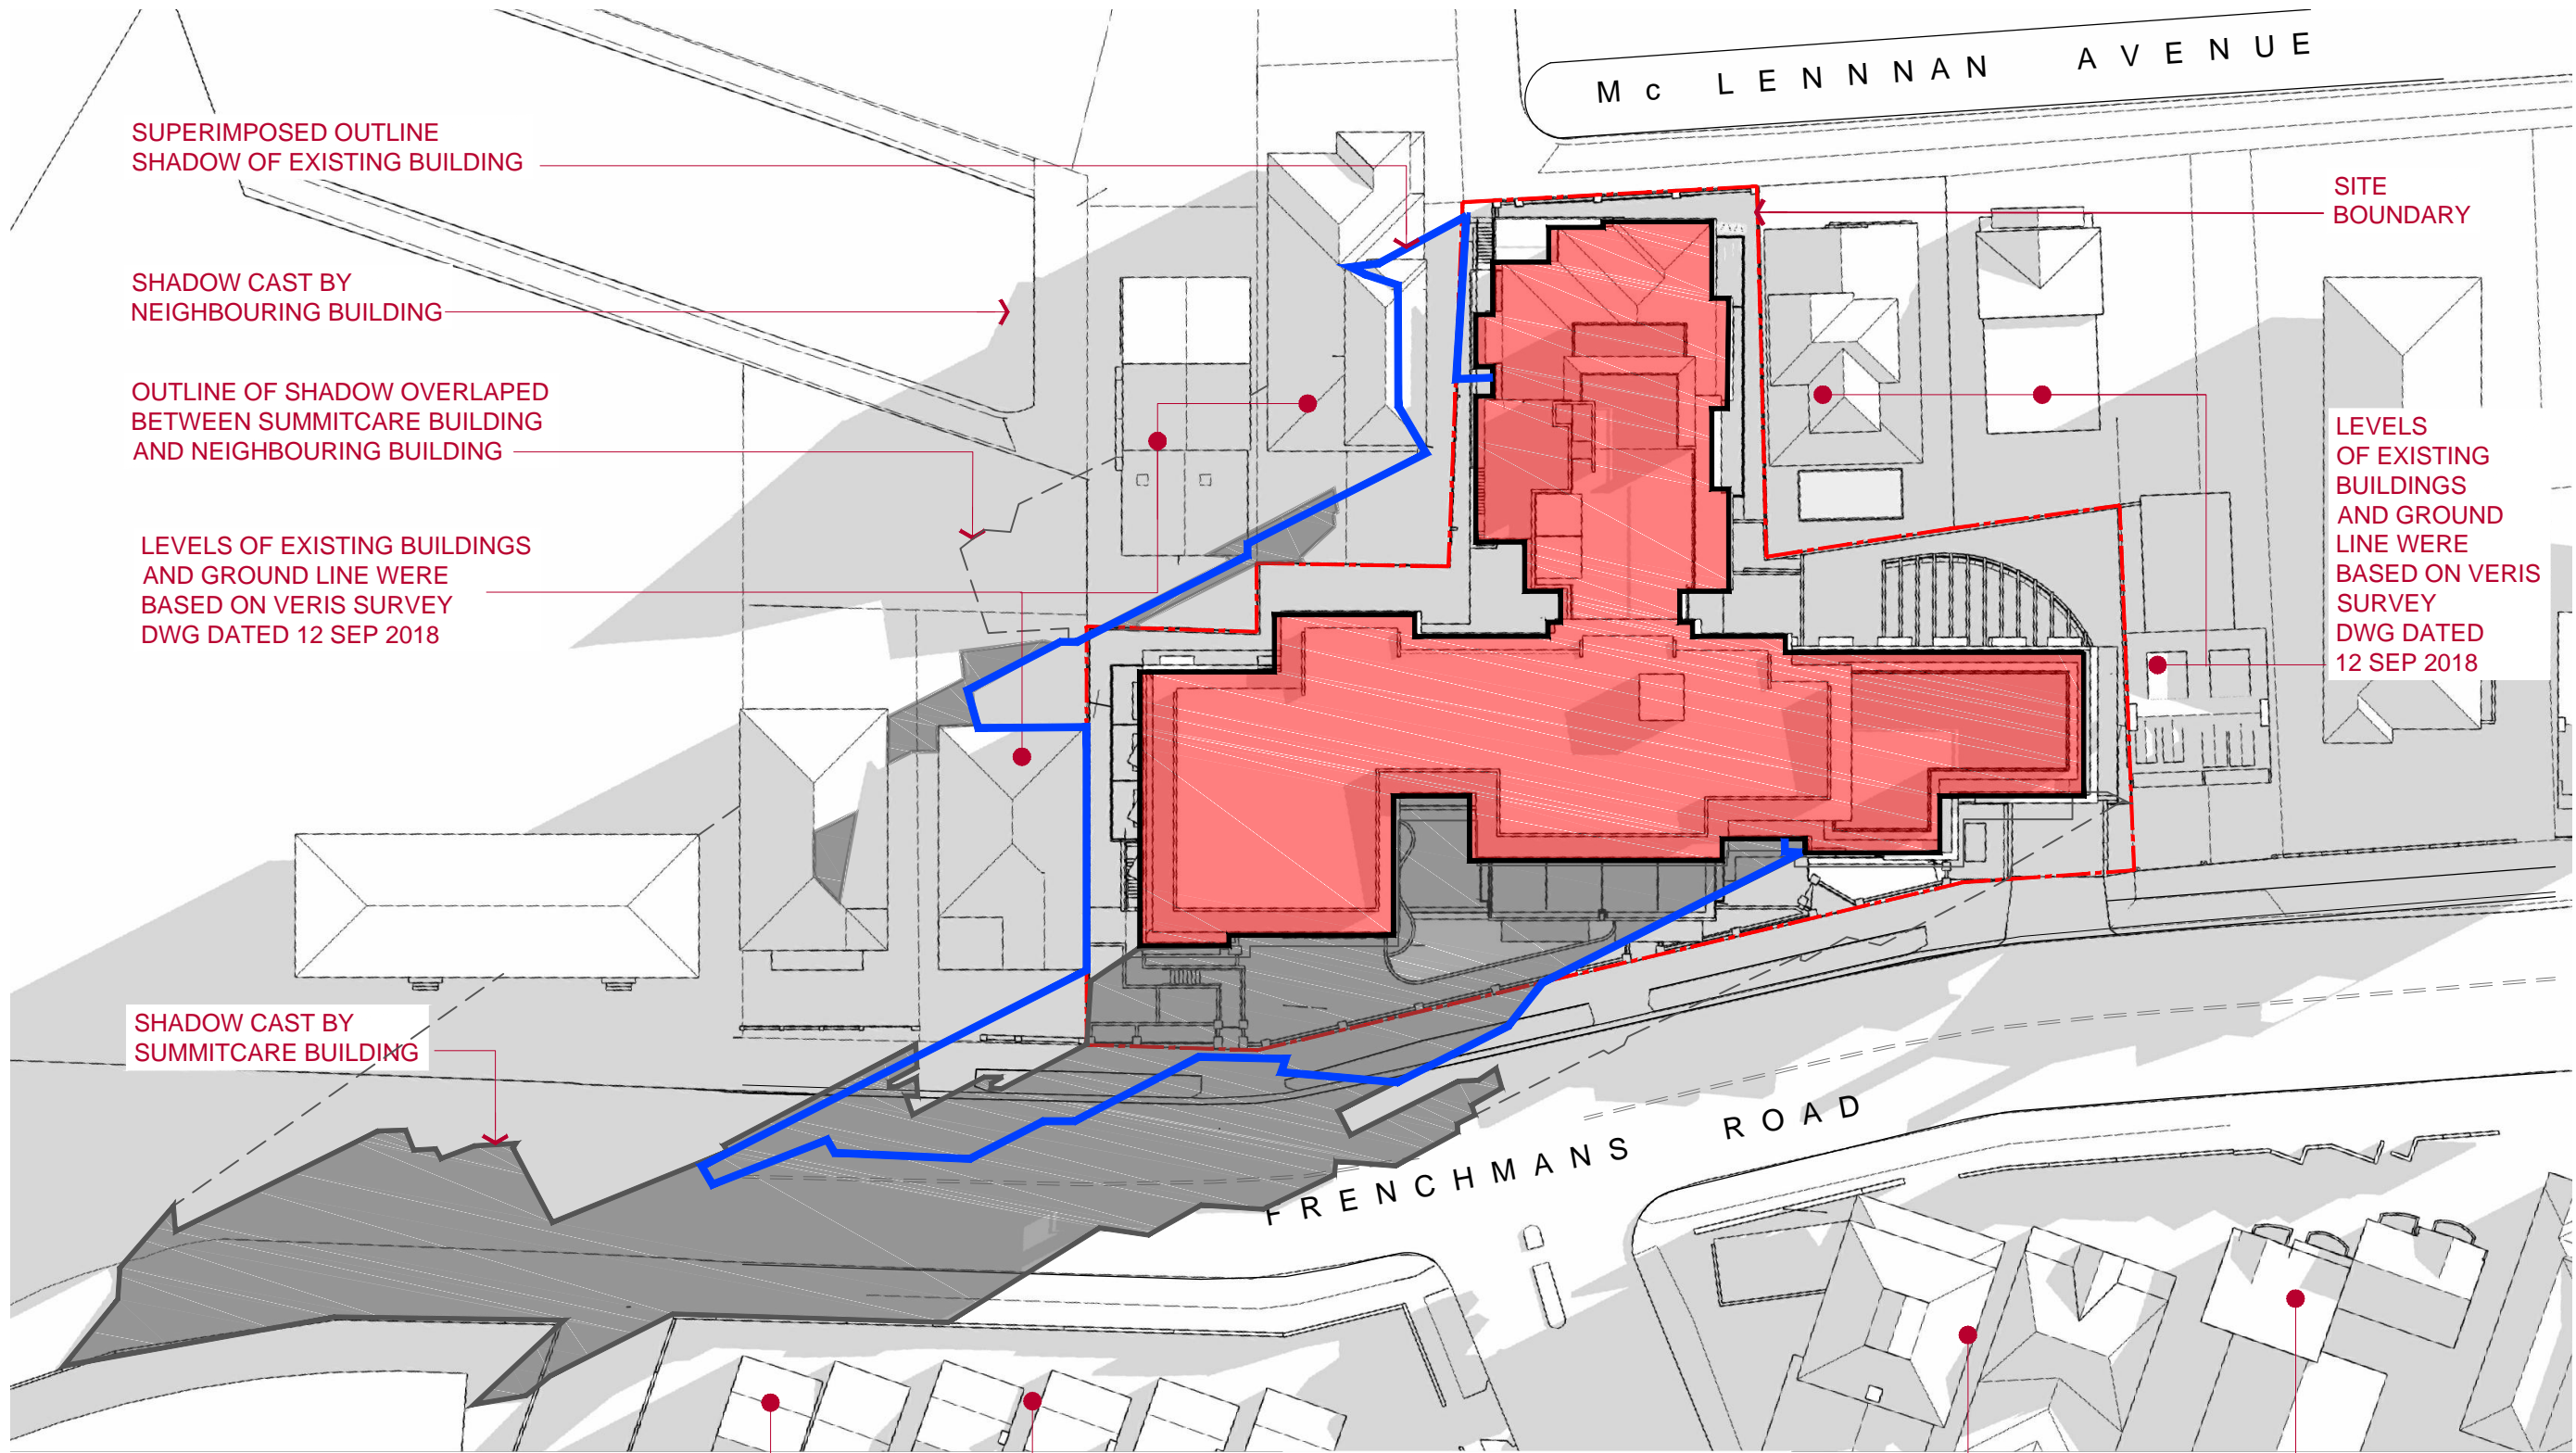 Mc LENNNAN AVENUE
SUPERIMPOSED OUTLINE
SHADOW OF EXISTING BUILDING
SITE
BOUNDARY
SHADOW CAST BY
NEIGHBOURING BUILDING
OUTLINE OF SHADOW OVERLAPED
BETWEEN SUMMITCARE BUILDING
AND NEIGHBOURING BUILDING
LEVELS
OF EXISTING
BUILDINGS
AND GROUND
LINE WERE
BASED ON VERIS
SURVEY
DWG DATED
12 SEP 2018
LEVELS OF EXISTING BUILDINGS
AND GROUND LINE WERE
BASED ON VERIS SURVEY
DWG DATED 12 SEP 2018
SHADOW CAST BY
SUMMITCARE BUILDING
FRENCHMANS ROAD